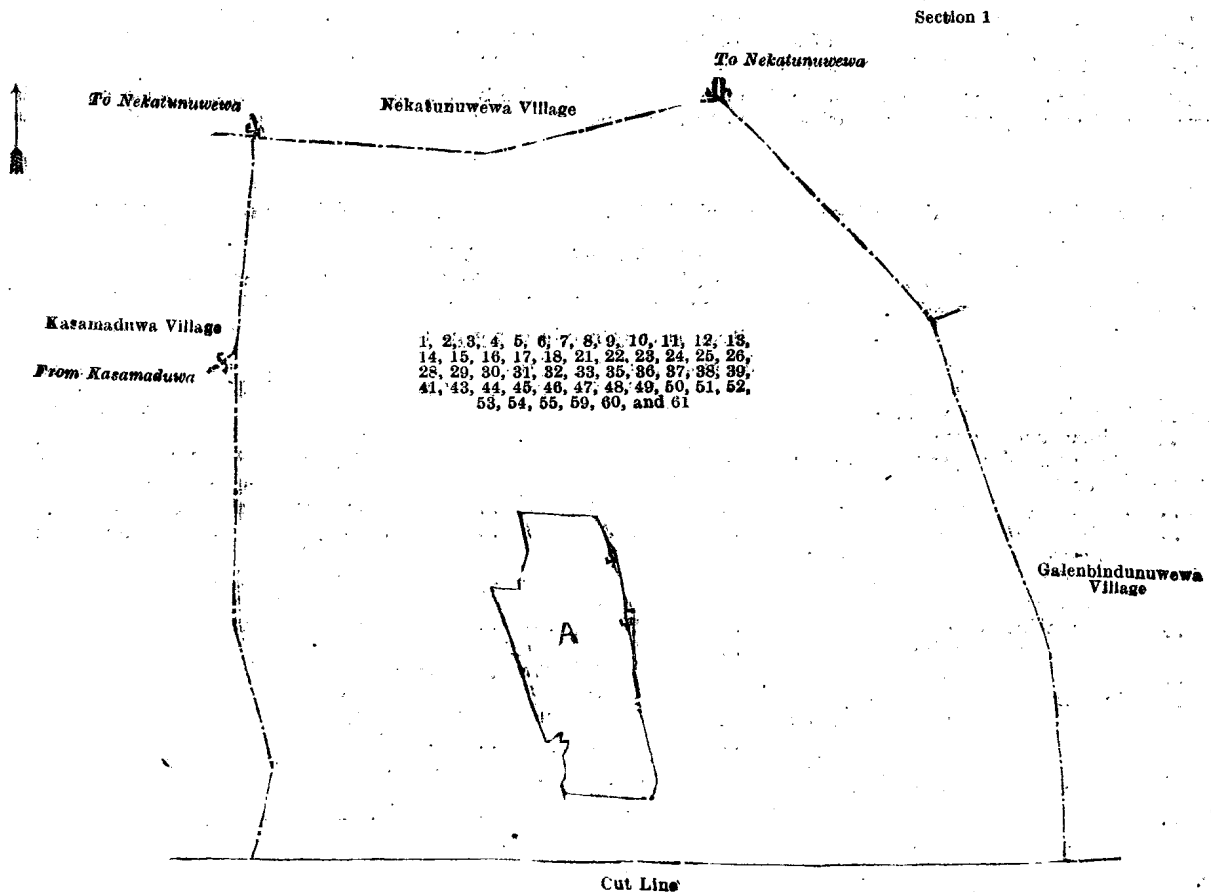 Section 1
To Nekatunuwewa
To Nekatunuwewa
Nekatunuwewa Village
Kasamaduwa Village
From Kasamaduwa
1, 2, 3, 4, 5, 6, 7, 8, 9, 10, 11, 12, 13,
14, 15, 16, 17, 18, 21, 22, 23, 24, 25, 26,
28, 29, 30, 31, 32, 33, 35, 36, 37, 38, 39,
41, 43, 44, 45, 46, 47, 48, 49, 50, 51, 52,
53, 54, 55, 59, 60, and 61
Galenbindunuwewa
Village
A
Cut Line